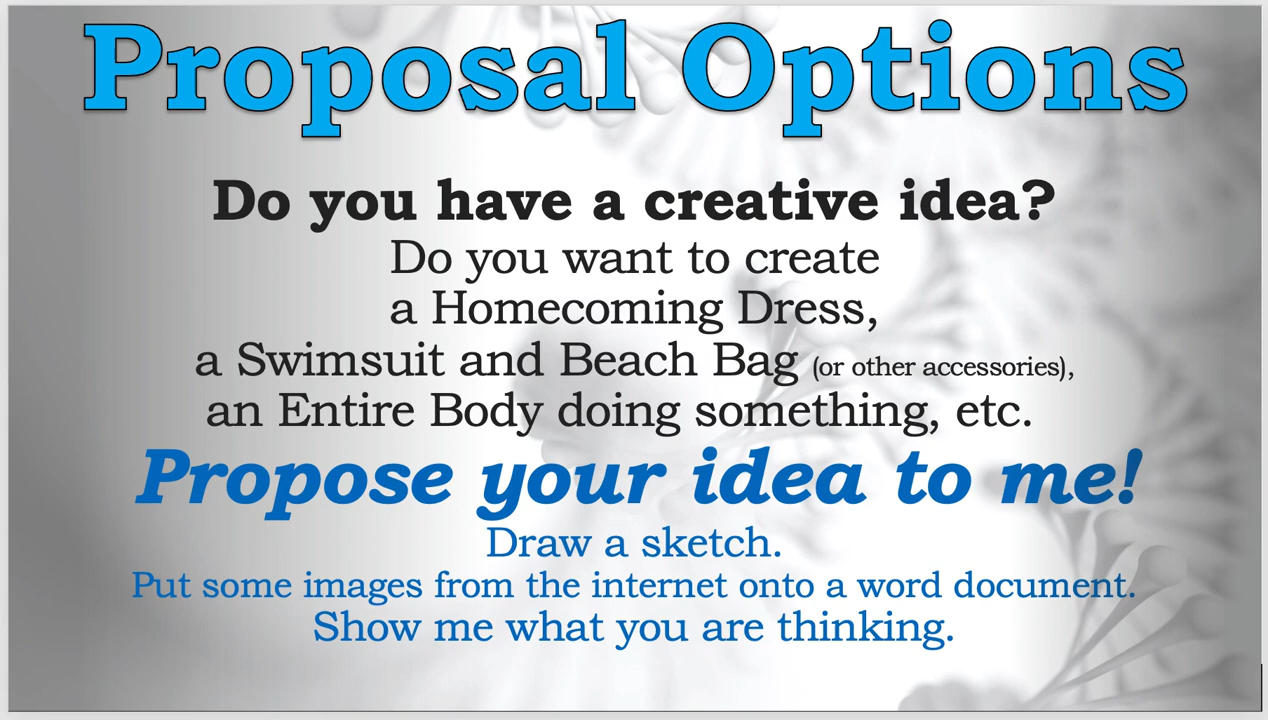 Proposal Options
Do you have a creative idea?
Do you want to create
a Homecoming Dress,
a Swimsuit and Beach Bag (or other accessories),
an Entire Body doing something, etc.
Propose your idea to me!
Draw a sketch.
Put some images from the internet onto a word document.
Show me what you are thinking.